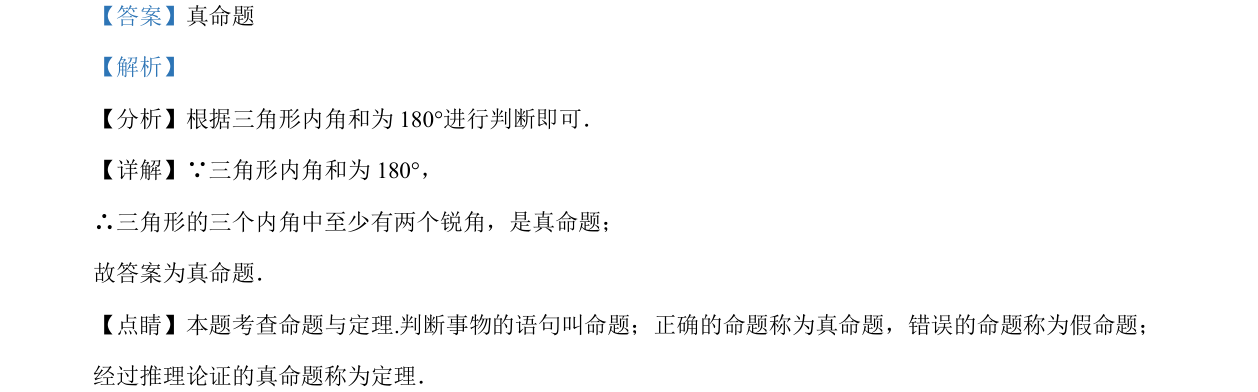 【答案】真命题
【解析】
【分析】根据三角形内角和为 180°进行判断即可．
【详解】∵三角形内角和为 180°，
∴三角形的三个内角中至少有两个锐角，是真命题；
故答案为真命题．
【点睛】本题考查命题与定理.判断事物的语句叫命题；正确的命题称为真命题，错误的命题称为假命题；
经过推理论证的真命题称为定理．